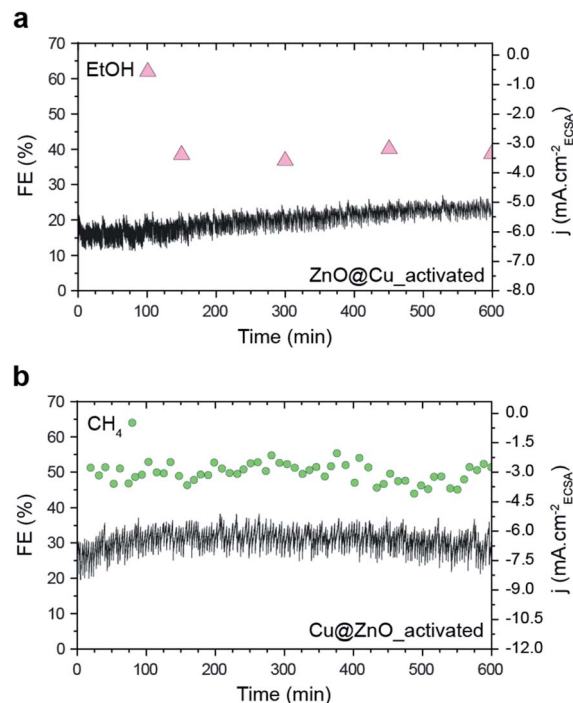 a
FE (%)
70
60
50
40
30
20
10
0
EtOH
ZnO@Cu_activated
0.0
-1.0
-2.0
-3.0
-4.0
-5.0
-6.0
-7.0
-8.0
j (mA.cm⁻²ECSA)
0 100 200 300 400 500 600
Time (min)
b
FE (%)
70
60
50
40
30
20
10
0
CH₄
Cu@ZnO_activated
0.0
-1.5
-3.0
-4.5
-6.0
-7.5
-9.0
-10.5
-12.0
j (mA.cm⁻²ECSA)
0 100 200 300 400 500 600
Time (min)